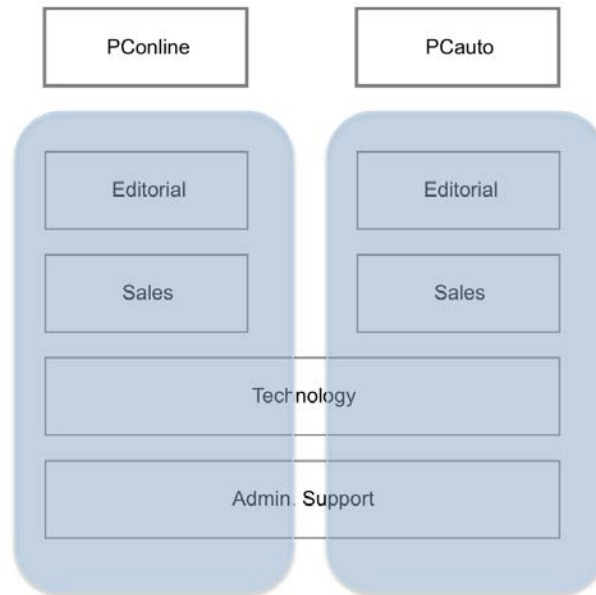 PConline
PCauto
Editorial
Editorial
Sales
Sales
Technology
Admin. Support